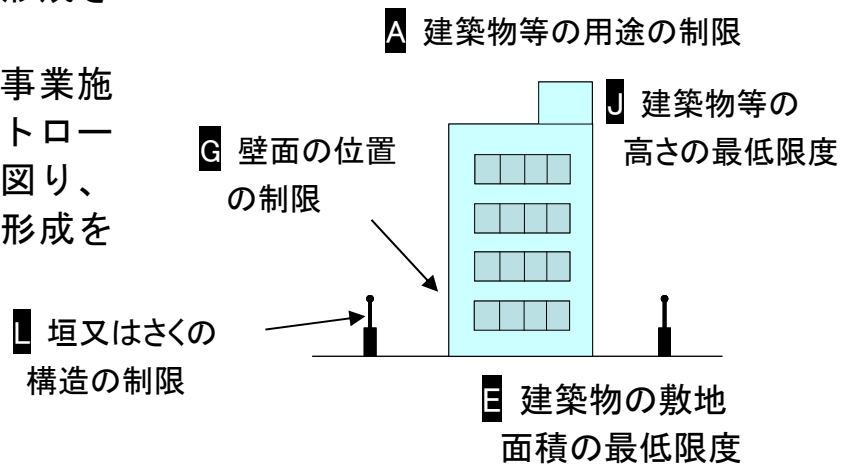 形成を
事業施
トロー
図り、
形成を
A 建築物等の用途の制限
J 建築物等の
高さの最低限度
G 壁面の位置
の制限
L 垣又はさくの
構造の制限
E 建築物の敷地
面積の最低限度